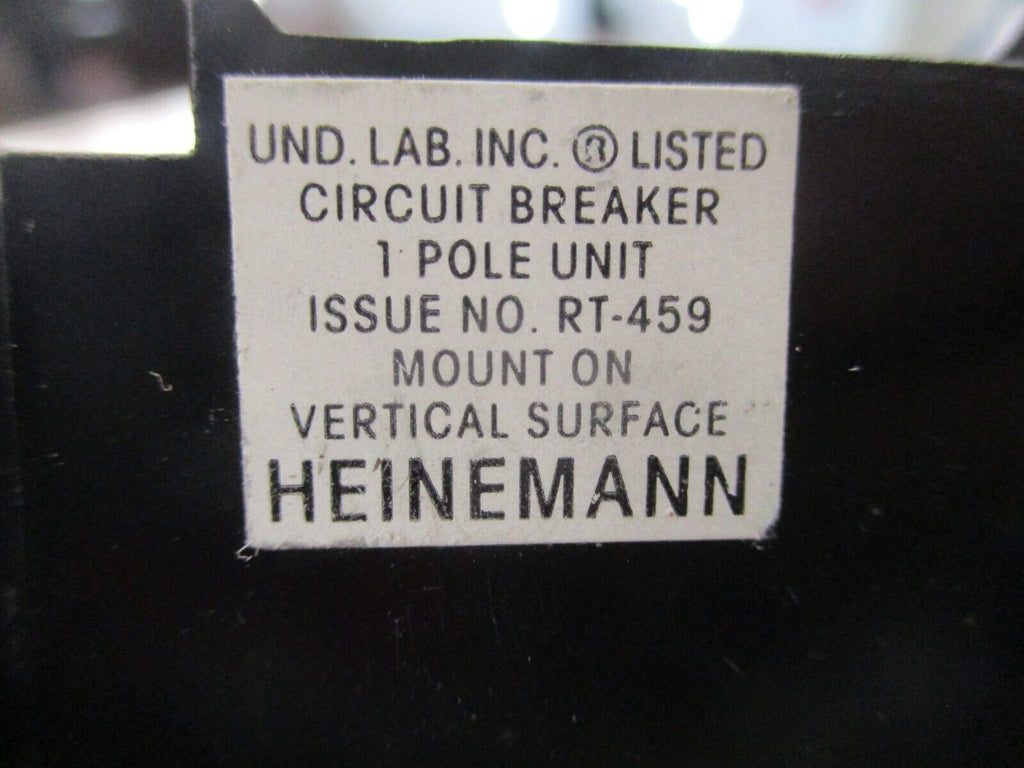 UND. LAB. INC. ® LISTED
CIRCUIT BREAKER
1 POLE UNIT
ISSUE NO. RT-459
MOUNT ON
VERTICAL SURFACE
HEINEMANN